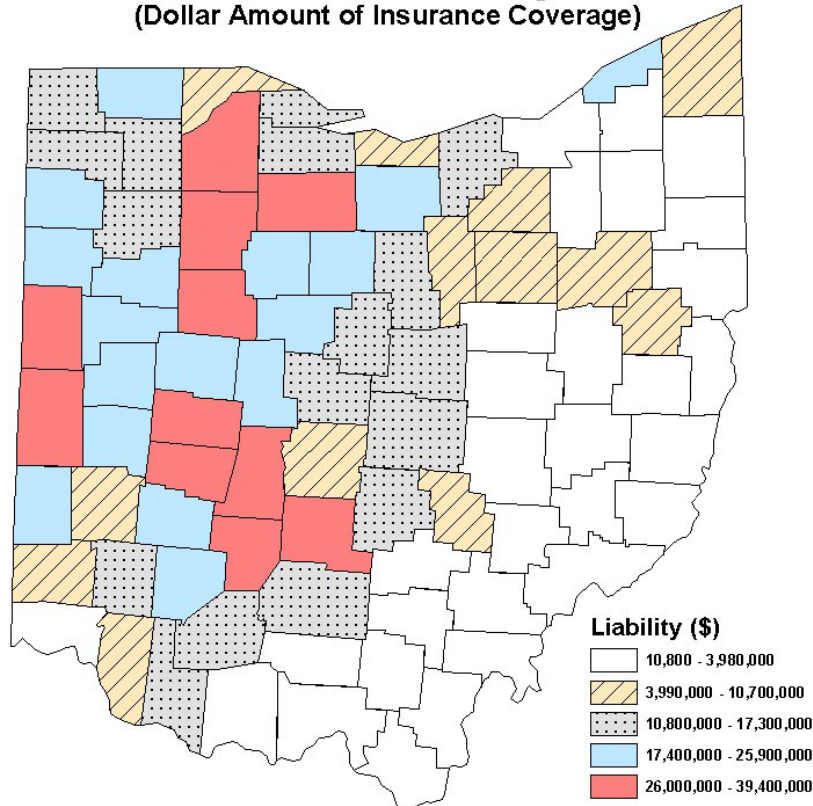 (Dollar Amount of Insurance Coverage)
Liability ($)
10,800 - 3,980,000
3,990,000 - 10,700,000
10,800,000 - 17,300,000
17,400,000 - 25,900,000
26,000,000 - 39,400,000